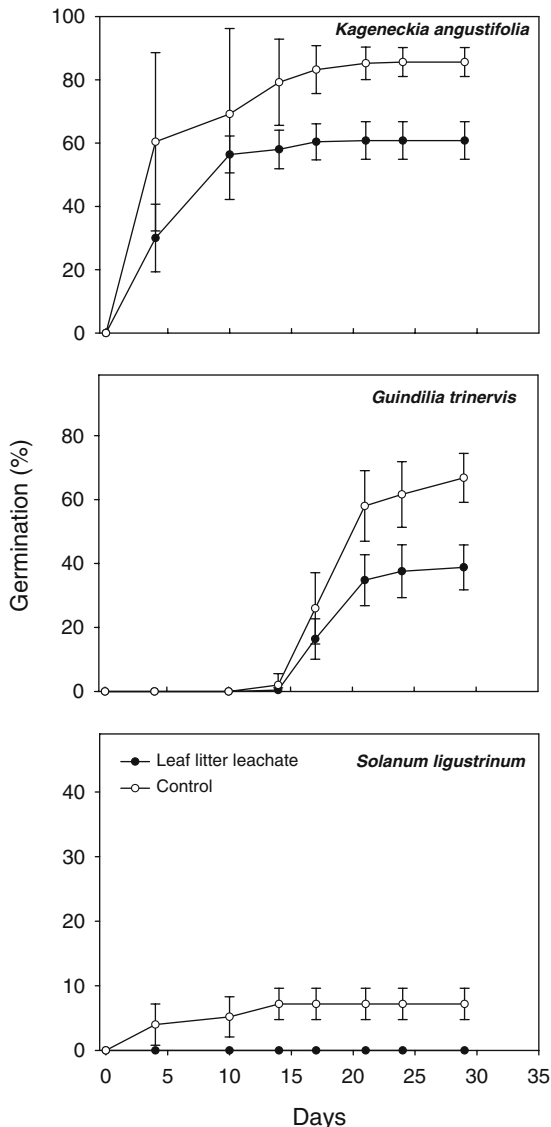 Kageneckia angustifolia
100
80
60
40
20
0
Guindilia trinervis
80
60
40
20
0
Germination (%)
Leaf litter leachate
Control
Solanum ligustrinum
40
30
20
10
0
0 5 10 15 20 25 30 35
Days